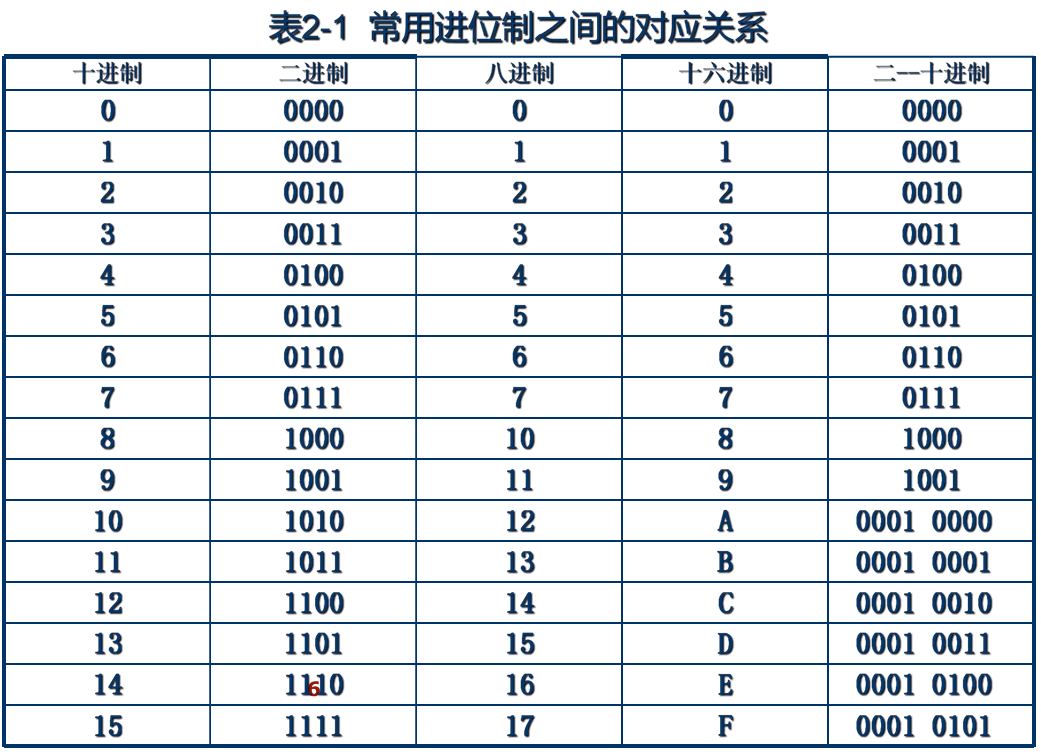 表2-1 常用进位制之间的对应关系
十进制 二进制 八进制 十六进制 二--十进制
0 0000 0 0 0000
1 0001 1 1 0001
2 0010 2 2 0010
3 0011 3 3 0011
4 0100 4 4 0100
5 0101 5 5 0101
6 0110 6 6 0110
7 0111 7 7 0111
8 1000 10 8 1000
9 1001 11 9 1001
10 1010 12 A 0001 0000
11 1011 13 B 0001 0001
12 1100 14 C 0001 0010
13 1101 15 D 0001 0011
14 1110 16 E 0001 0100
6
15 1111 17 F 0001 0101